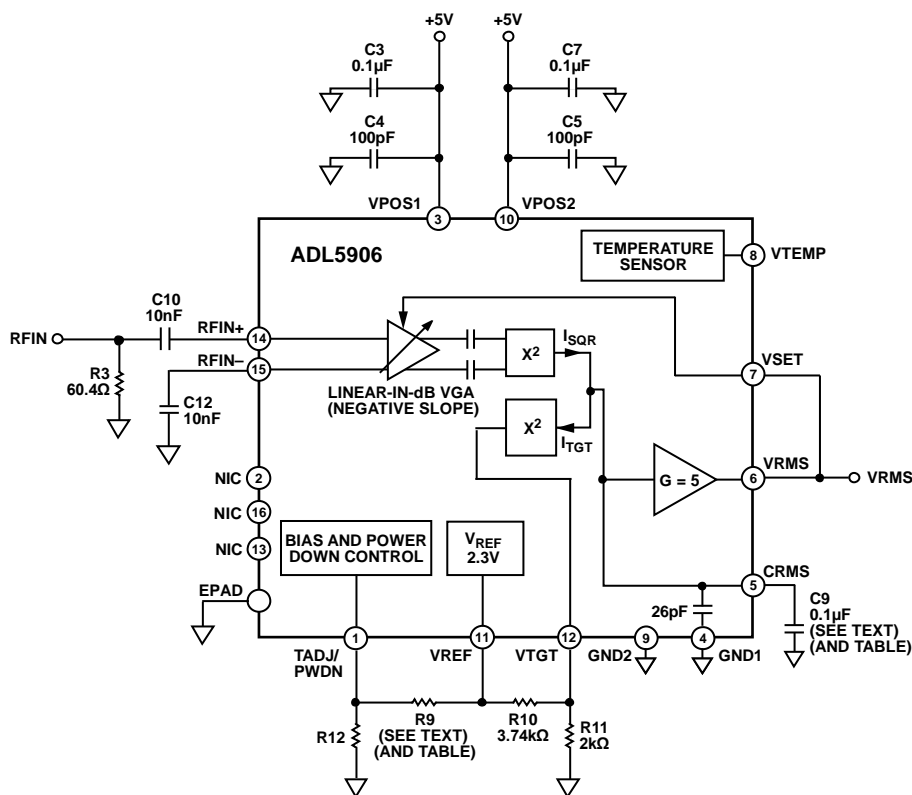 +5V
+5V
C3
0.1µF
C7
0.1µF
C4
100pF
C5
100pF
VPOS1
VPOS2
3
10
ADL5906
TEMPERATURE
SENSOR
8
VTEMP
C10
10nF
RFIN
RFIN+
14
RFIN–
15
R3
60.4Ω
C12
10nF
LINEAR-IN-dB VGA
(NEGATIVE SLOPE)
X2
ISQR
X2
ITGT
VSET
7
G = 5
VRMS
6
VRMS
NIC
2
NIC
16
NIC
13
BIAS AND POWER
DOWN CONTROL
VREF
2.3V
CRMS
5
EPAD
26pF
C9
0.1µF
(SEE TEXT)
(AND TABLE)
1
11
12
9
4
TADJ/
PWDN
VREF
VTGT
GND2
GND1
R12
R9
(SEE TEXT)
(AND TABLE)
R10
3.74kΩ
R11
2kΩ